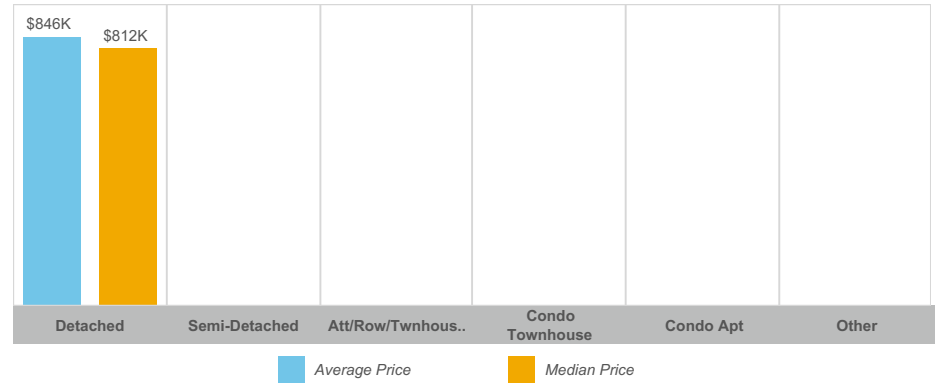 $846K
$812K
Detached
Semi-Detached
Att/Row/Twnhous..
Condo
Townhouse
Condo Apt
Other
Average Price
Median Price